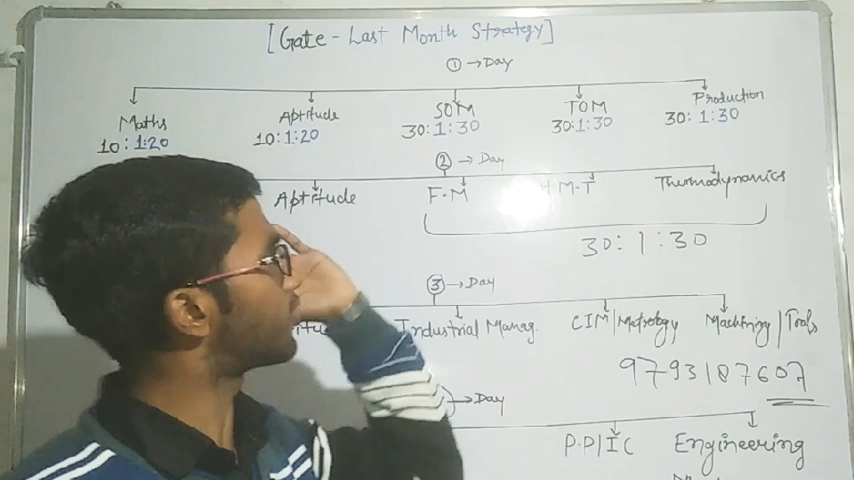 [Gate - Last Month Strategy]
① → Day
Maths Aptitude SOM TOM Production
10:1:20 10:1:20 30:1:30 30:1:30 30:1:30
② → Day
Aptitude F.M H.M.T Thermodynamics
30:1:30
③ → Day
Industrial Manag. CIM/Metrology Machining/Tools
9793187607
→ Day
P.P/IC Engineering